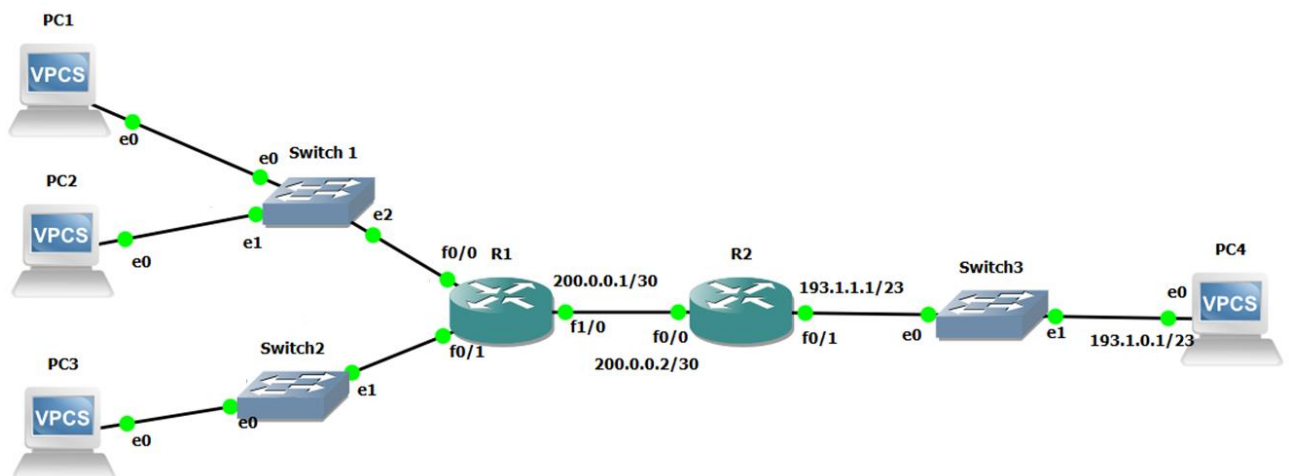 PC1
VPCS
e0
e0
Switch 1
PC2
VPCS
e0
e1
e2
f0/0
R1
200.0.0.1/30
f1/0
f0/1
R2
f0/0
200.0.0.2/30
193.1.1.1/23
f0/1
Switch3
e0
e1
PC4
e0
VPCS
193.1.0.1/23
Switch2
e1
e0
PC3
VPCS
e0